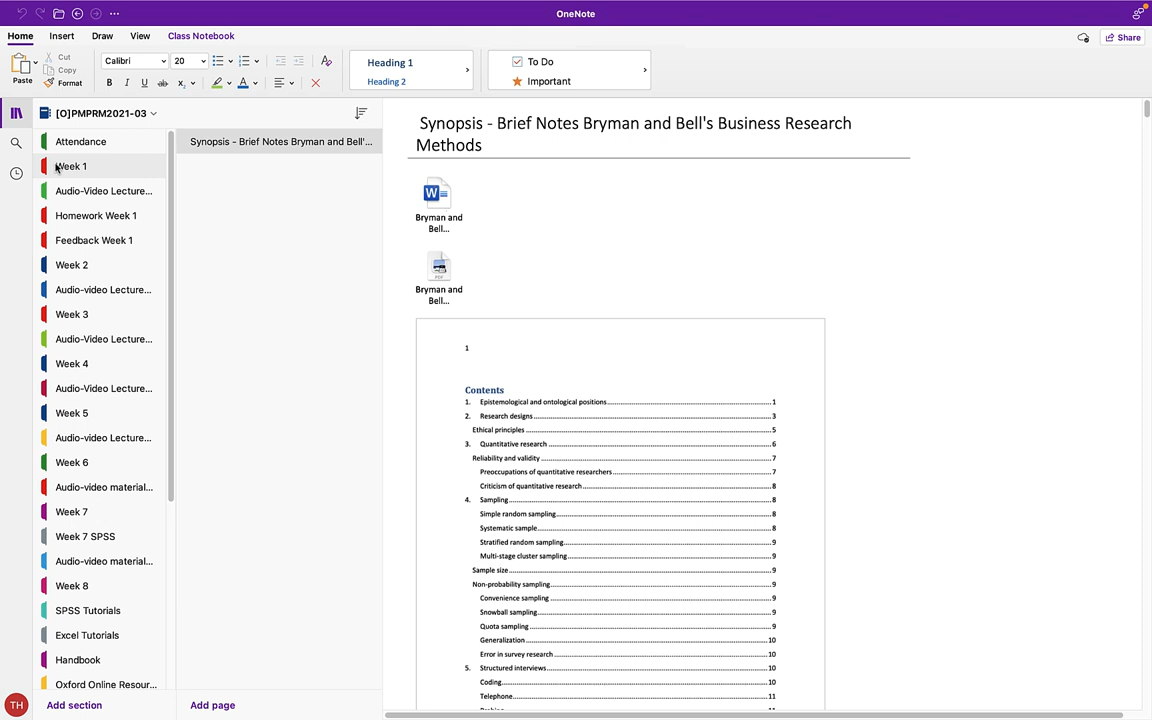 OneNote
Home Insert Draw View Class Notebook
Share
Paste
Cut
Copy
Format
Calibri 20
B I U ab X₂ A
Heading 1
Heading 2
To Do
Important
[O]PMPRM2021-03
Attendance
Week 1
Audio-Video Lecture...
Homework Week 1
Feedback Week 1
Week 2
Audio-video Lecture...
Week 3
Audio-Video Lecture...
Week 4
Audio-Video Lecture...
Week 5
Audio-video Lecture...
Week 6
Audio-video material...
Week 7
Week 7 SPSS
Audio-video material...
Week 8
SPSS Tutorials
Excel Tutorials
Handbook
Oxford Online Resour...
TH
Add section
Synopsis - Brief Notes Bryman and Bell'...
Add page
Synopsis - Brief Notes Bryman and Bell's Business Research
Methods
W
Bryman and
Bell...
PDF
Bryman and
Bell...
1
Contents
1. Epistemological and ontological positions 1
2. Research designs 3
Ethical principles 5
3. Quantitative research 6
Reliability and validity 7
Preoccupations of quantitative researchers 7
Criticism of quantitative research 8
4. Sampling 8
Simple random sampling 8
Systematic sample 8
Stratified random sampling 9
Multi-stage cluster sampling 9
Sample size 9
Non-probability sampling 9
Convenience sampling 9
Snowball sampling 9
Quota sampling 9
Generalization 10
Error in survey research 10
5. Structured interviews 10
Coding 10
Telephone 11